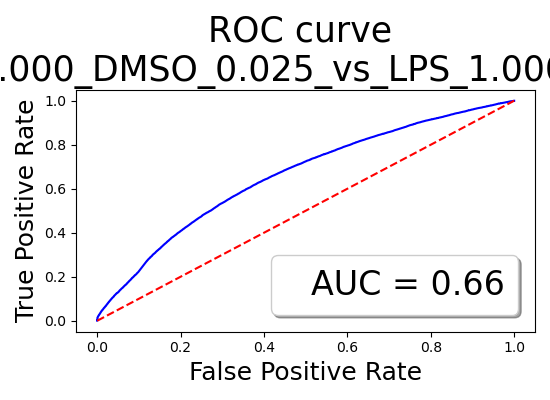 ROC curve
.000_DMSO_0.025_vs_LPS_1.000
True Positive Rate
1.0
0.8
0.6
0.4
0.2
0.0
AUC = 0.66
0.0 0.2 0.4 0.6 0.8 1.0
False Positive Rate